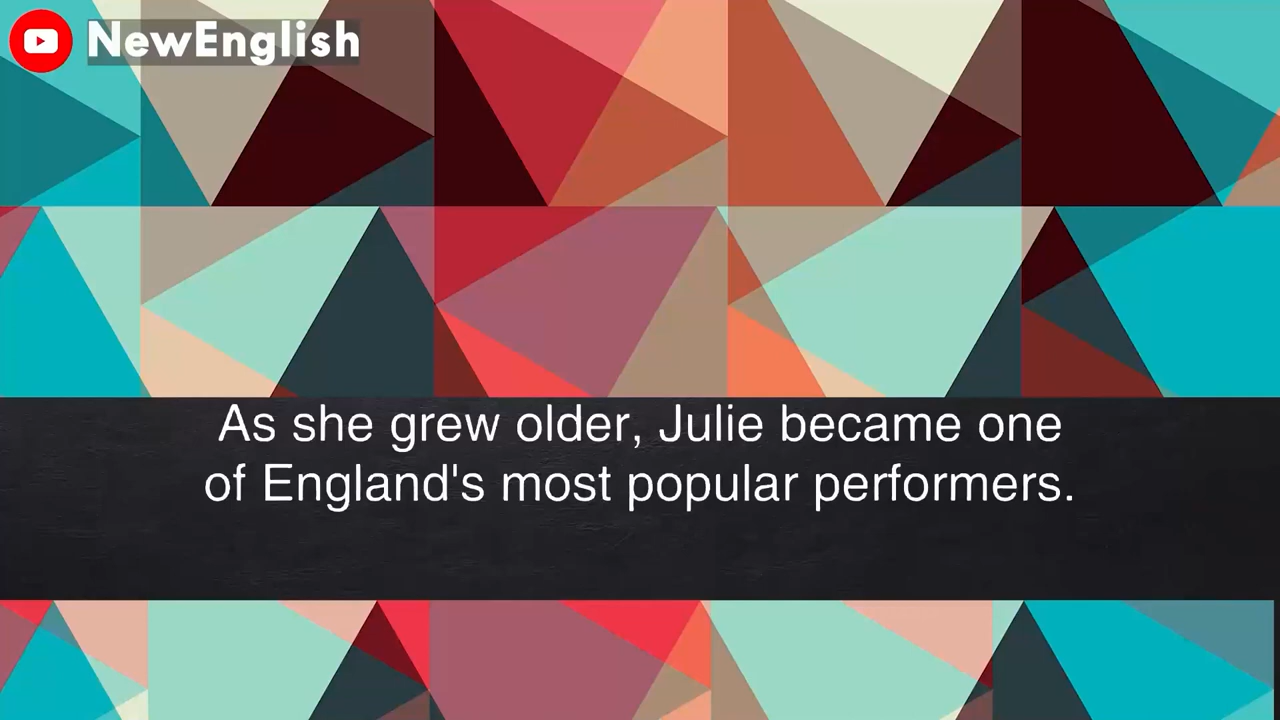 NewEnglish
As she grew older, Julie became one
of England's most popular performers.